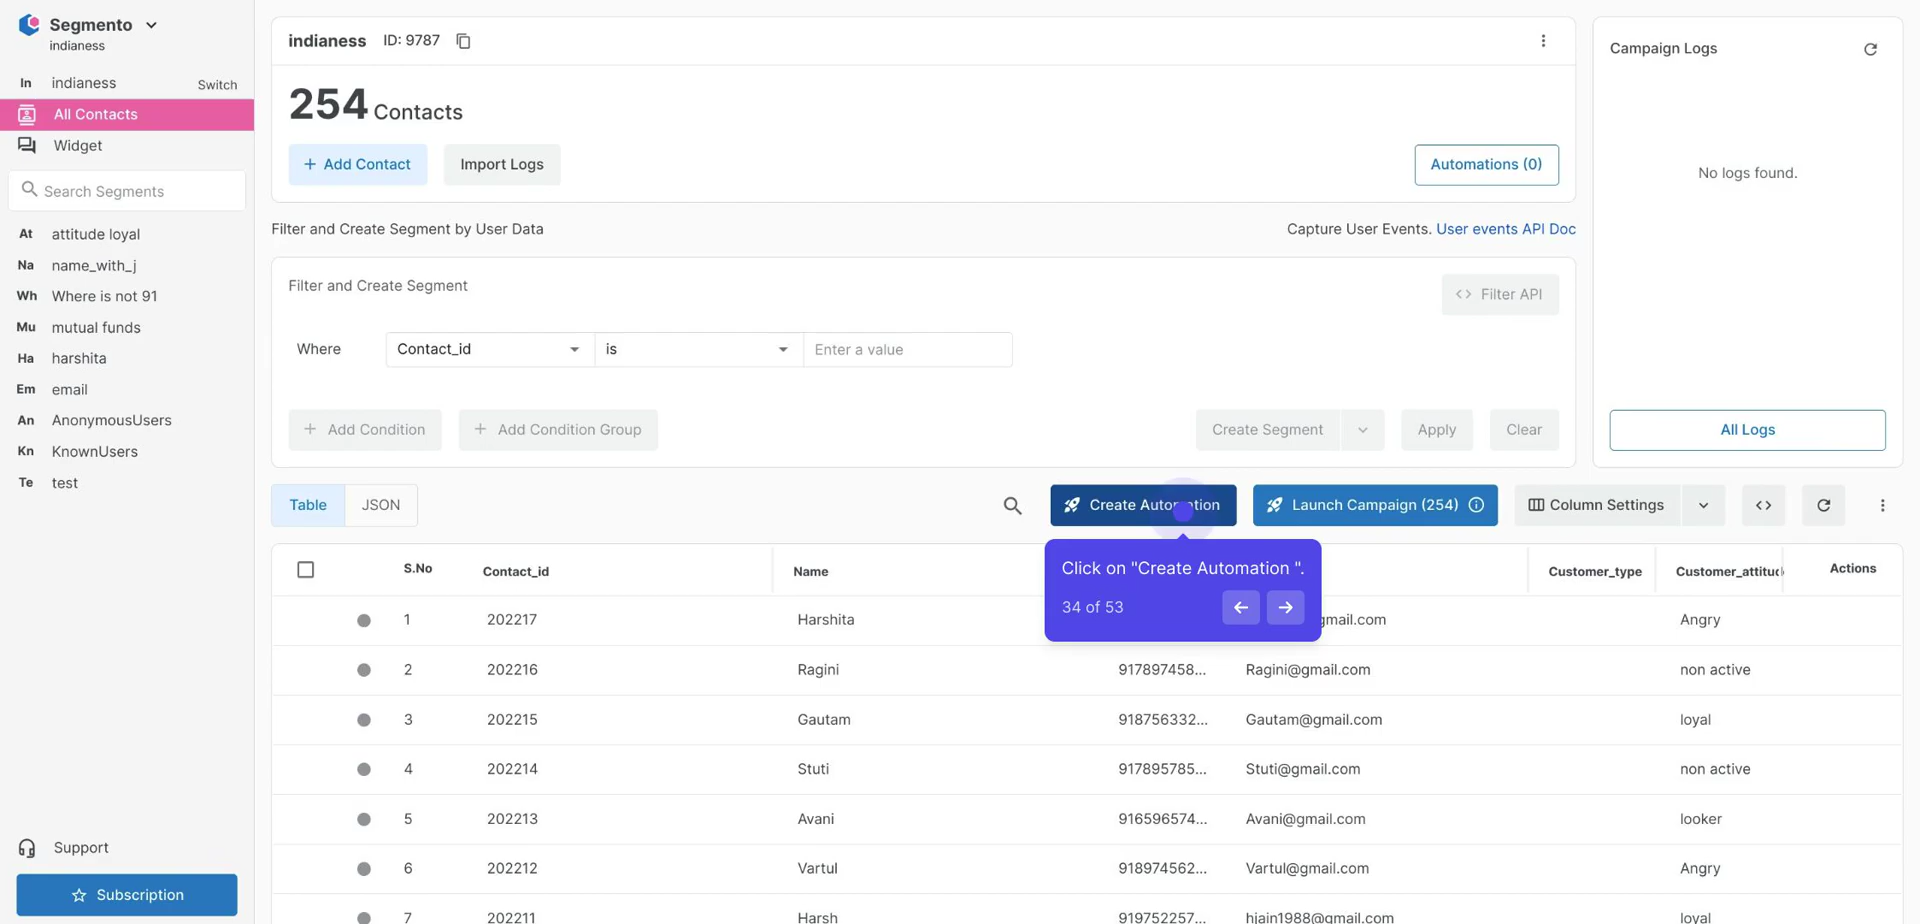 Segmento
indianess
In indianess Switch
All Contacts
Widget
Search Segments
At attitude loyal
Na name_with_j
Wh Where is not 91
Mu mutual funds
Ha harshita
Em email
An AnonymousUsers
Kn KnownUsers
Te test
Support
Subscription
indianess ID: 9787
254 Contacts
+ Add Contact Import Logs Automations (0)
Filter and Create Segment by User Data Capture User Events. User events API Doc
Filter and Create Segment <> Filter API
Where Contact_id is Enter a value
+ Add Condition + Add Condition Group Create Segment Apply Clear
Campaign Logs
No logs found.
All Logs
Table JSON Create Automation Launch Campaign (254) Column Settings <>
Click on "Create Automation ".
34 of 53
S.No Contact_id Name Customer_type Actions
1 202217 Harshita gmail.com Angry
2 202216 Ragini 917897458... Ragini@gmail.com non active
3 202215 Gautam 918756332... Gautam@gmail.com loyal
4 202214 Stuti 917895785... Stuti@gmail.com non active
5 202213 Avani 916596574... Avani@gmail.com looker
6 202212 Vartul 918974562... Vartul@gmail.com Angry
7 202211 Harsh 919752257... hjain1988@gmail.com loyal